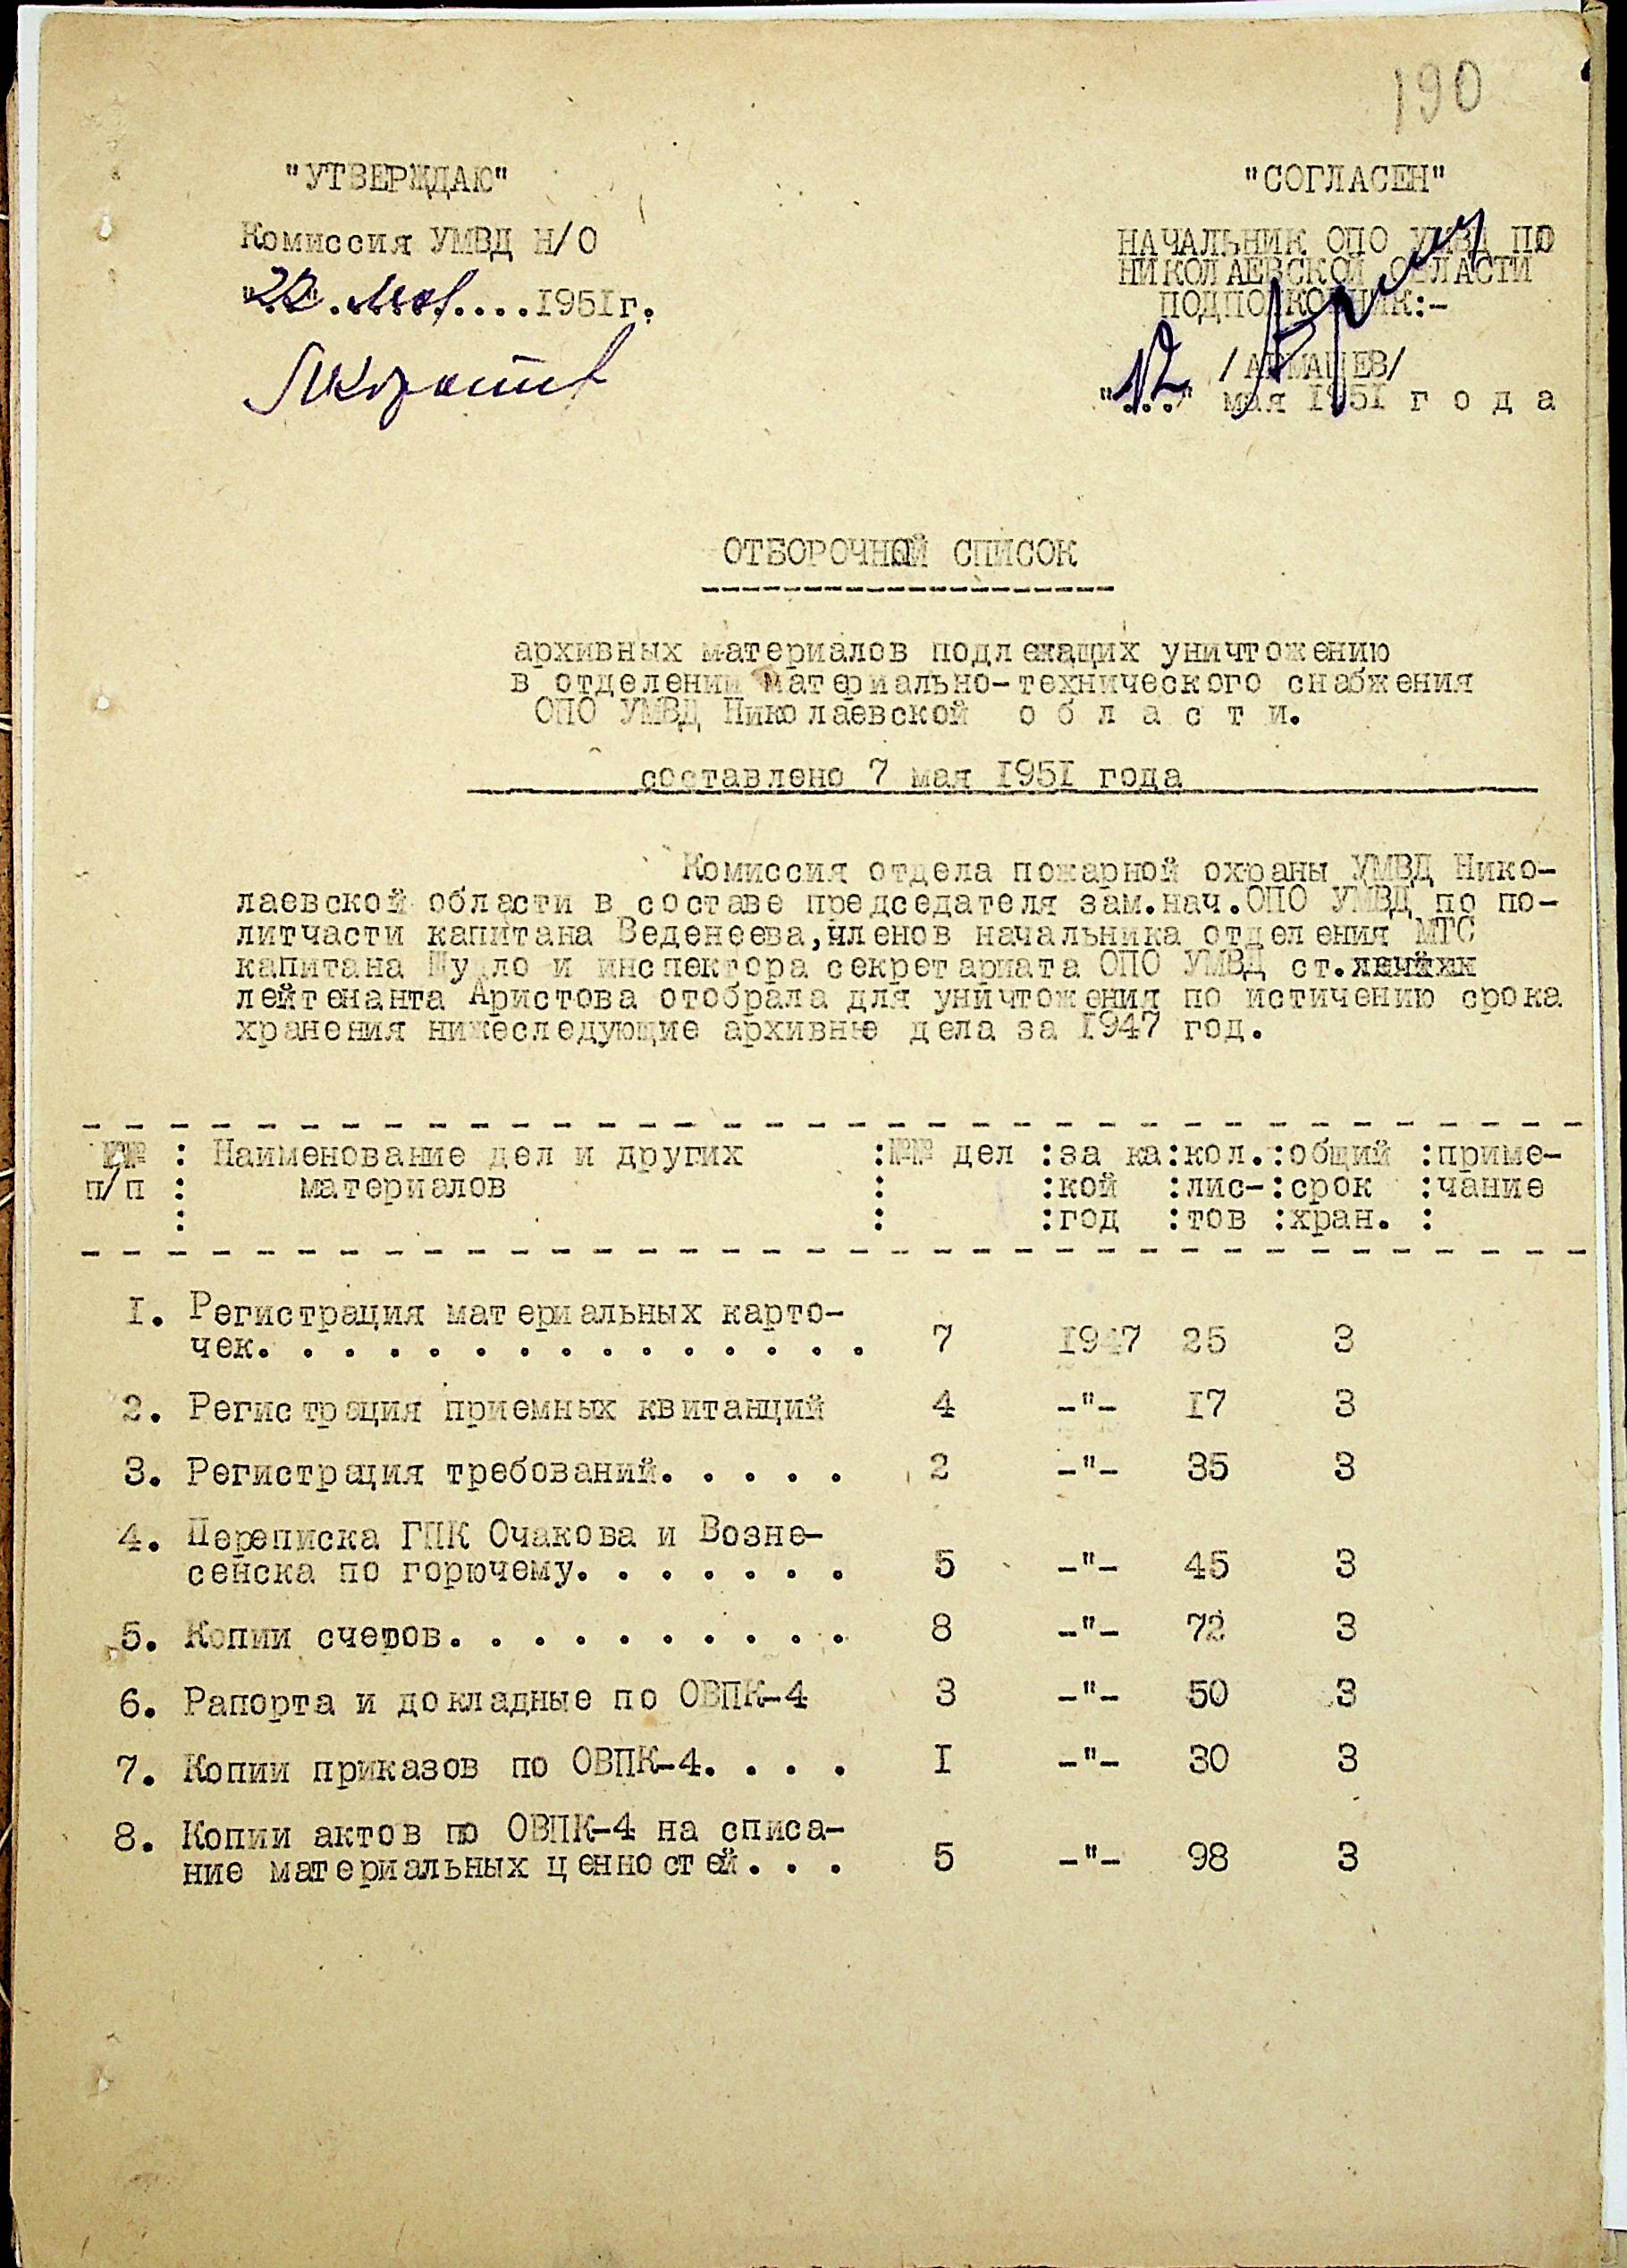 190
"УТВЕРЖДАЮ"
Комиссия УМВД Н/О
"22" мая 1951г.
"СОГЛАСЕН"
НАЧАЛЬНИК ОПО УМВД ПО
НИКОЛАЕВСКОЙ ОБЛАСТИ
ПОДПОЛКОВНИК:-
"12" мая 1951 г о д а
ОТБОРОЧНЫЙ СПИСОК
архивных материалов подлежащих уничтожению
в отделении материально-технического снабжения
ОПО УМВД Николаевской о б л а с т и.
составлено 7 мая 1951 года
Комиссия отдела пожарной охраны УМВД Нико-
лаевской области в составе председателя зам.нач.ОПО УМВД по по-
литчасти капитана Веденеева,членов начальника отделения МТС
капитана и инспектора секретариата ОПО УМВД ст.
лейтенанта Аристова отобрала для уничтожения по истичению срока
хранения нижеследующие архивные дела за 1947 год.
№№ : Наименование дел и других :№№ дел :за ка:кол.:общий :приме-
п/п : материалов : :кой :лис-:срок :чание
: : :год :тов :хран. :
1. Регистрация материальных карто-
чек. . . . . . . . . . . . . . . 7 1947 25 3
2. Регистрация приемных квитанций 4 -"- 17 3
3. Регистрация требований. . . . . 2 -"- 35 3
4. Переписка ГПК Очакова и Возне-
сенска по горючему. . . . . . . 5 -"- 45 3
5. Копии счетов. . . . . . . . . . 8 -"- 72 3
6. Рапорта и докладные по ОВПК-4 3 -"- 50 3
7. Копии приказов по ОВПК-4. . . . 1 -"- 30 3
8. Копии актов по ОВПК-4 на списа-
ние материальных ценностей. . . 5 -"- 98 3